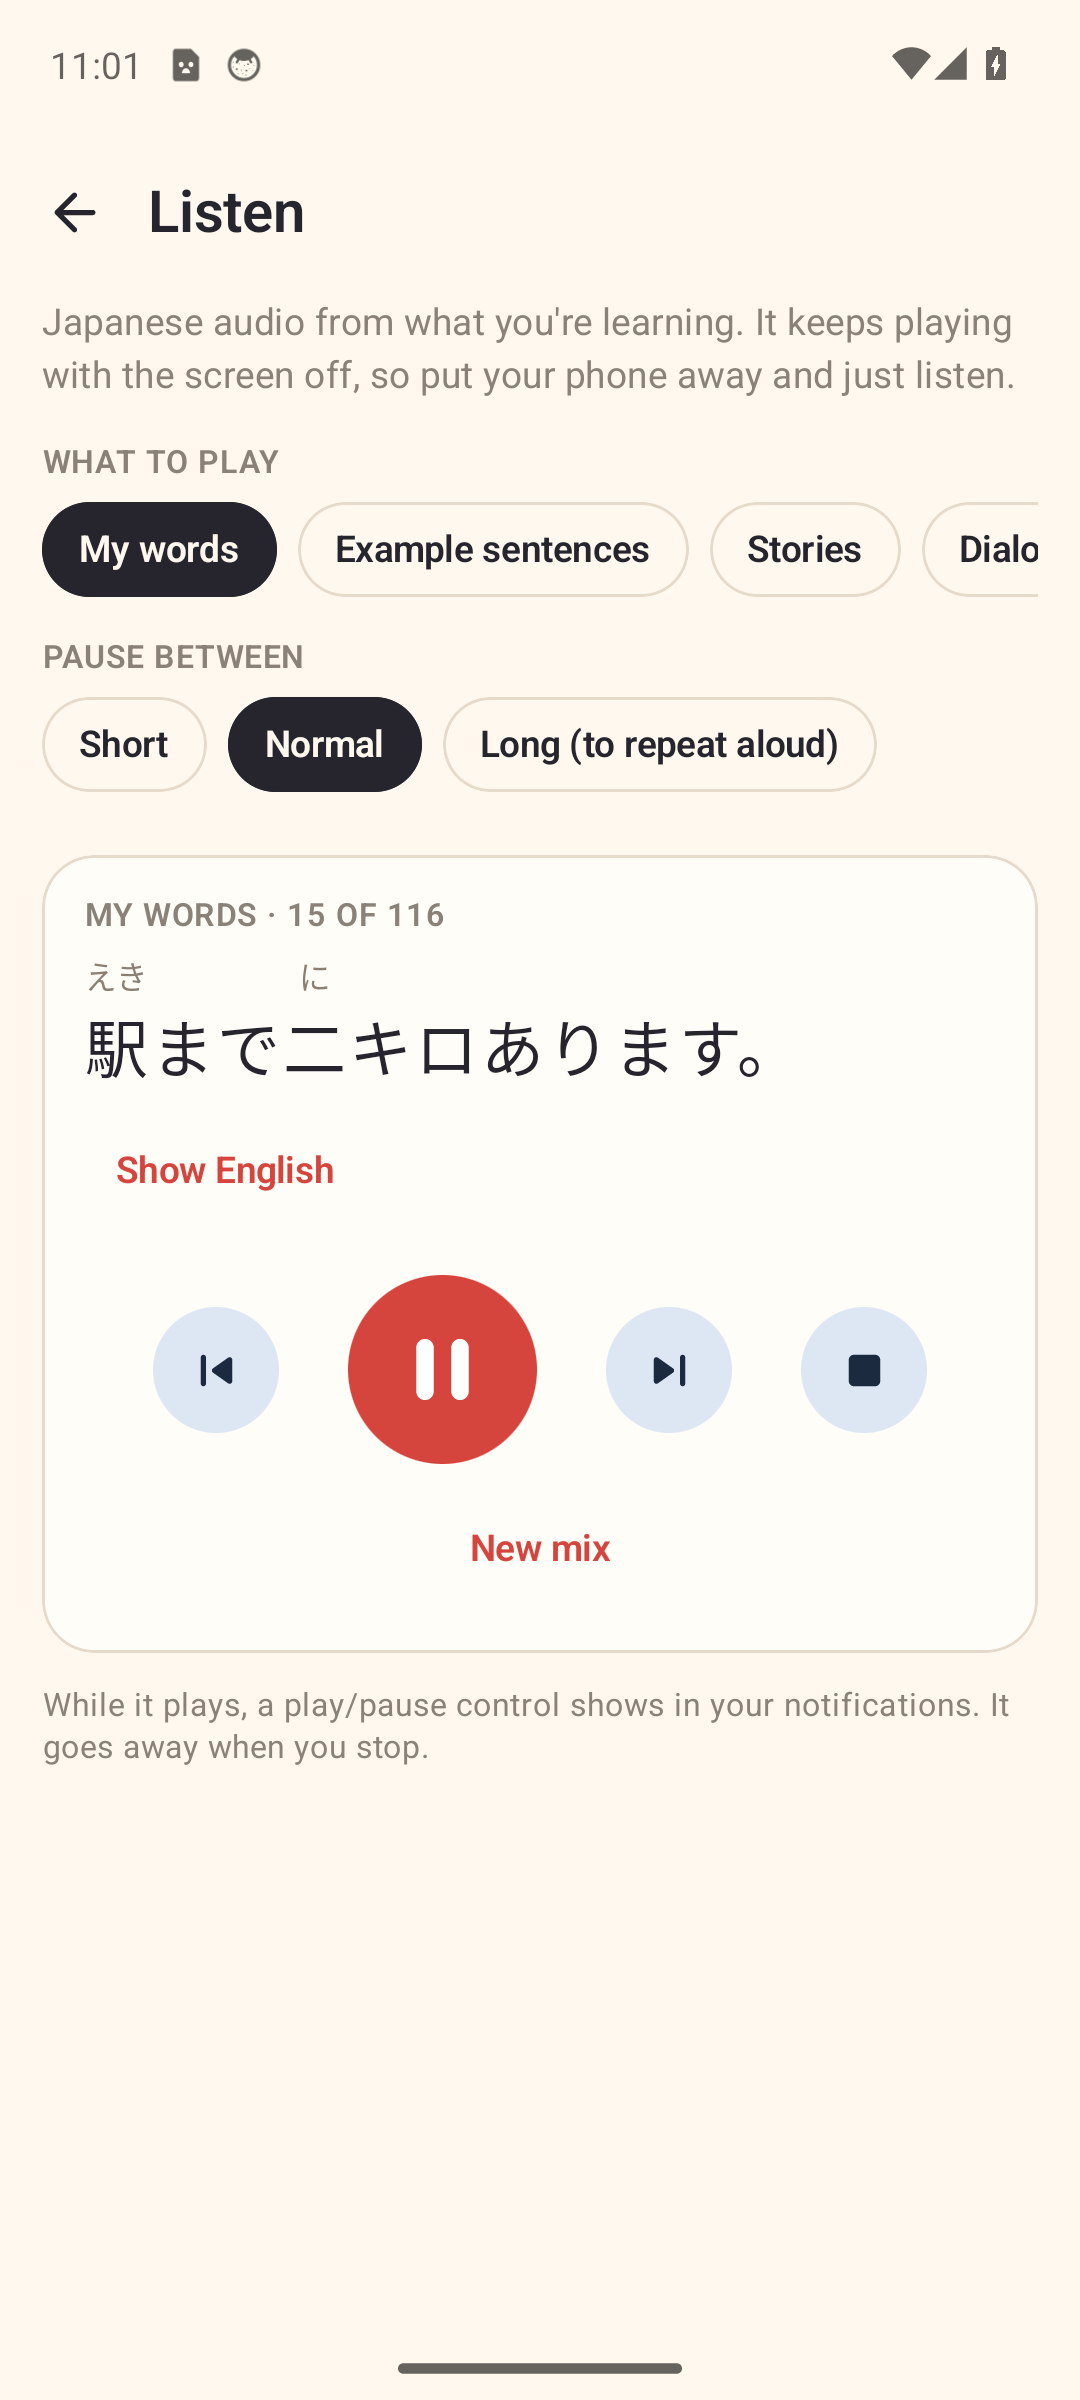 11:01
Listen
Japanese audio from what you're learning. It keeps playing
with the screen off, so put your phone away and just listen.
WHAT TO PLAY
My words
Example sentences
Stories
Dialo
PAUSE BETWEEN
Short
Normal
Long (to repeat aloud)
MY WORDS · 15 OF 116
えき に
駅まで二キロあります。
Show English
New mix
While it plays, a play/pause control shows in your notifications. It
goes away when you stop.